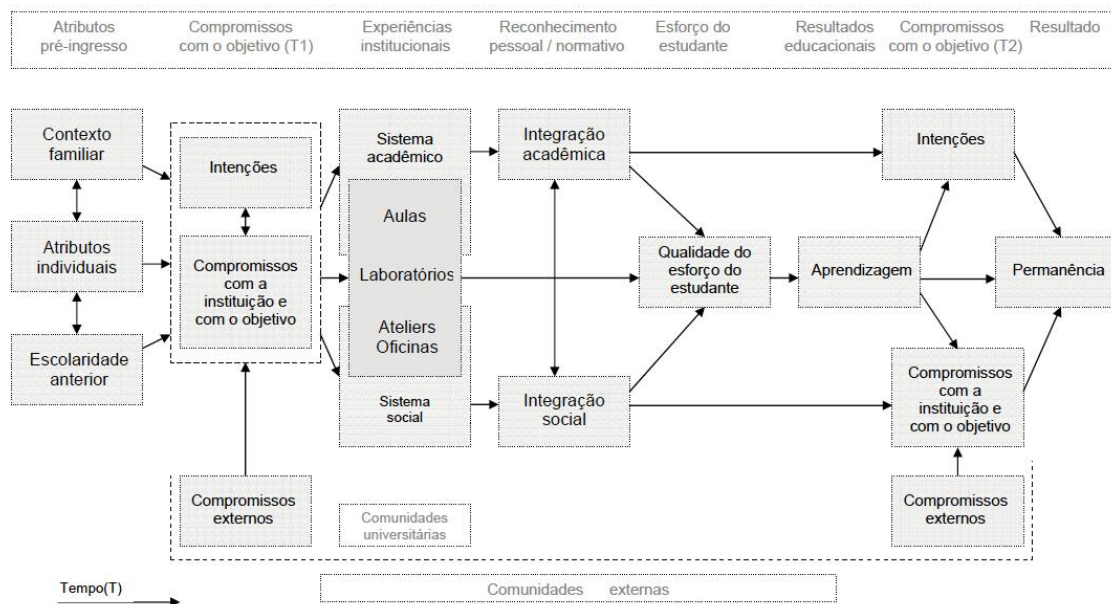 Atributos
pré-ingresso
Compromissos
com o objetivo (T1)
Experiências
institucionais
Reconhecimento
pessoal / normativo
Esforço do
estudante
Resultados
educacionais
Compromissos
com o objetivo (T2)
Resultado
Contexto
familiar
Atributos
individuais
Escolaridade
anterior
Intenções
Compromissos
com a
instituição e
com o objetivo
Compromissos
externos
Sistema
acadêmico
Aulas
Laboratórios
Ateliers
Oficinas
Sistema
social
Comunidades
universitárias
Integração
acadêmica
Integração
social
Qualidade do
esforço do
estudante
Aprendizagem
Intenções
Compromissos
com a
instituição e
com o objetivo
Compromissos
externos
Permanência
Tempo(T)
Comunidades externas